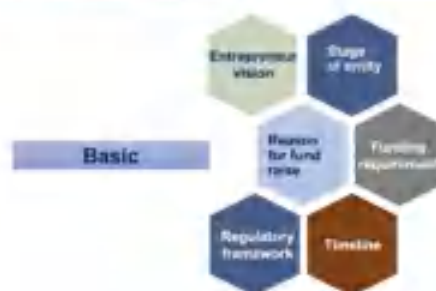 Entrepreneur
vision
Stage
of entity
Basic
Reason
for fund
raise
Funding
requirement
Regulatory
framework
Timeline